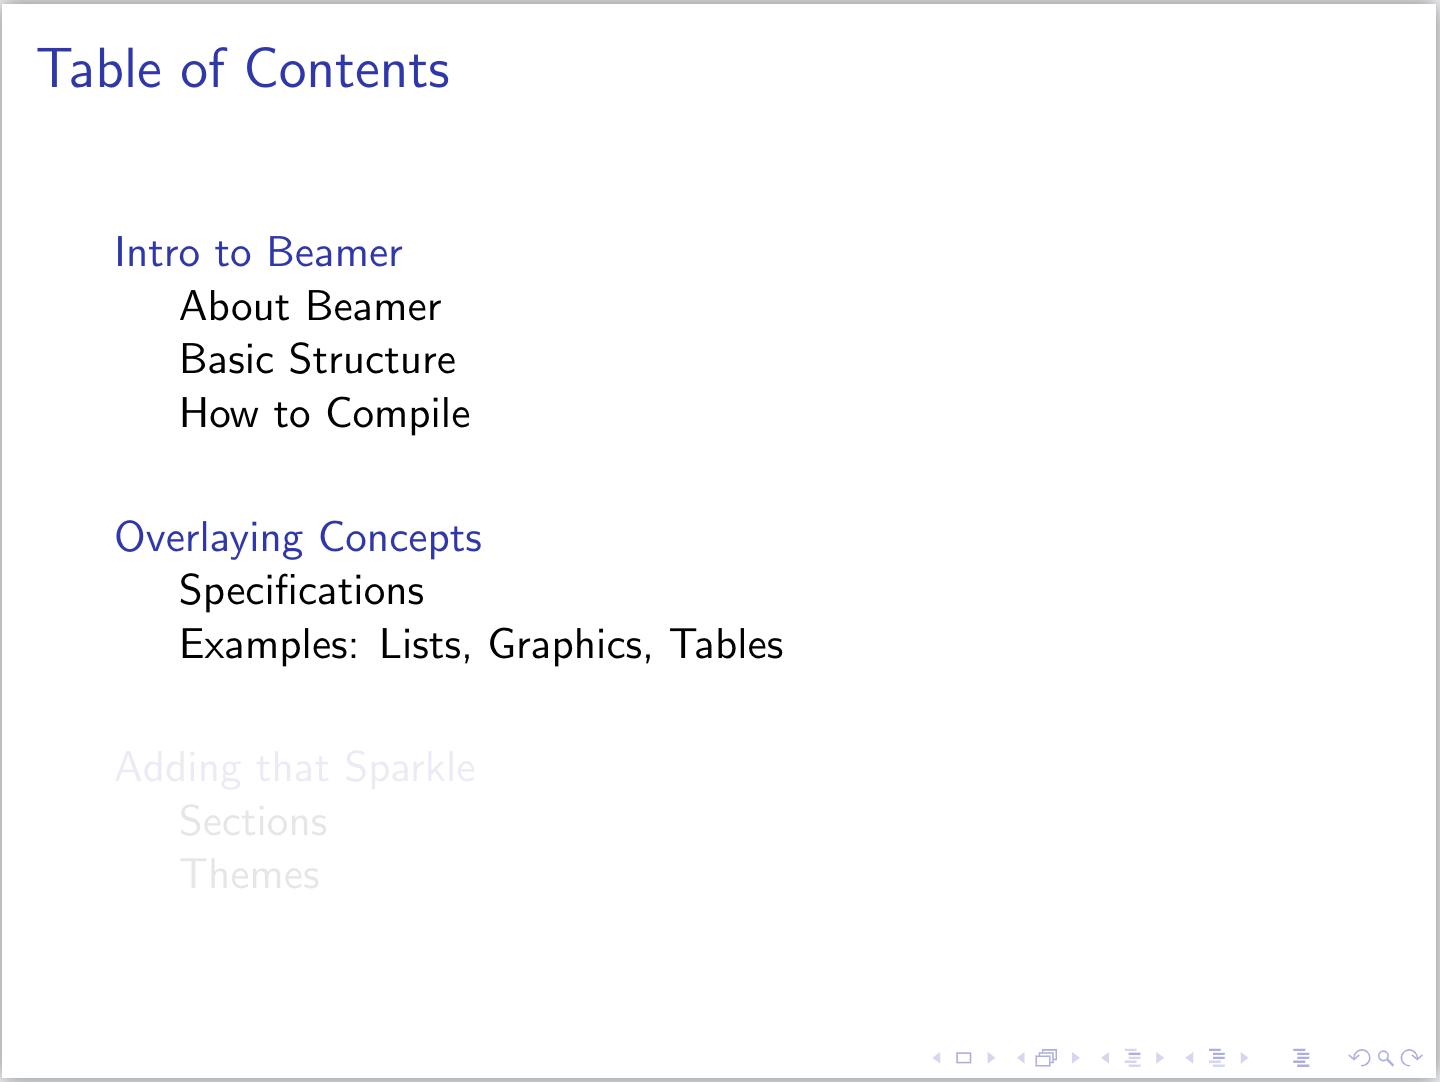 Table of Contents
Intro to Beamer
About Beamer
Basic Structure
How to Compile
Overlaying Concepts
Specifications
Examples: Lists, Graphics, Tables
Adding that Sparkle
Sections
Themes